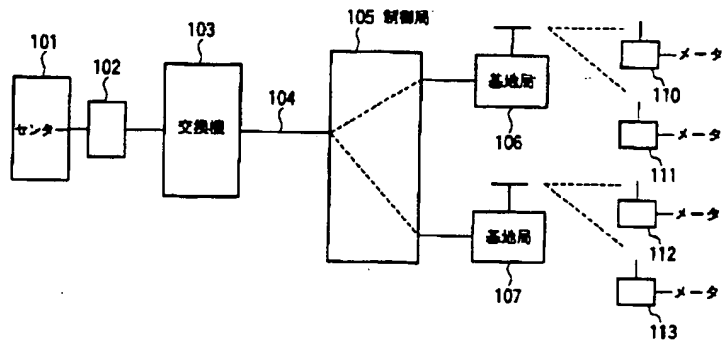 101
センタ
102
103
交換機
104
105 制御局
基地局
106
基地局
107
メータ
110
メータ
111
メータ
112
メータ
113